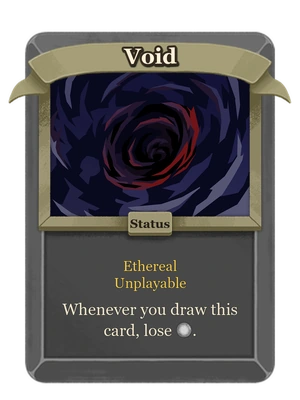 Void
Status
Ethereal
Unplayable
Whenever you draw this
card, lose .